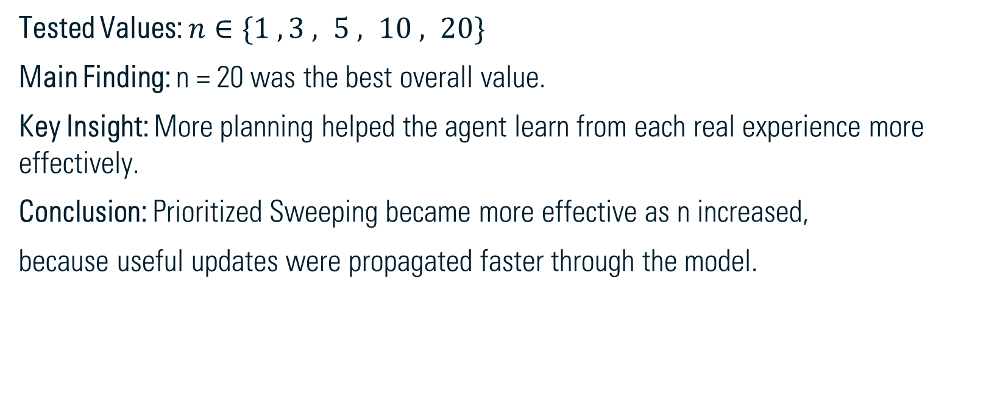 Tested Values: n ∈ {1 ,3 , 5 , 10 , 20}
Main Finding: n = 20 was the best overall value.
Key Insight: More planning helped the agent learn from each real experience more
effectively.
Conclusion: Prioritized Sweeping became more effective as n increased,
because useful updates were propagated faster through the model.